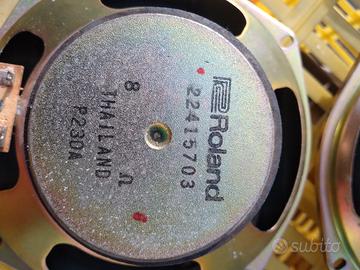 Roland
22415703
8 Ω
THAILAND
P230A
subito